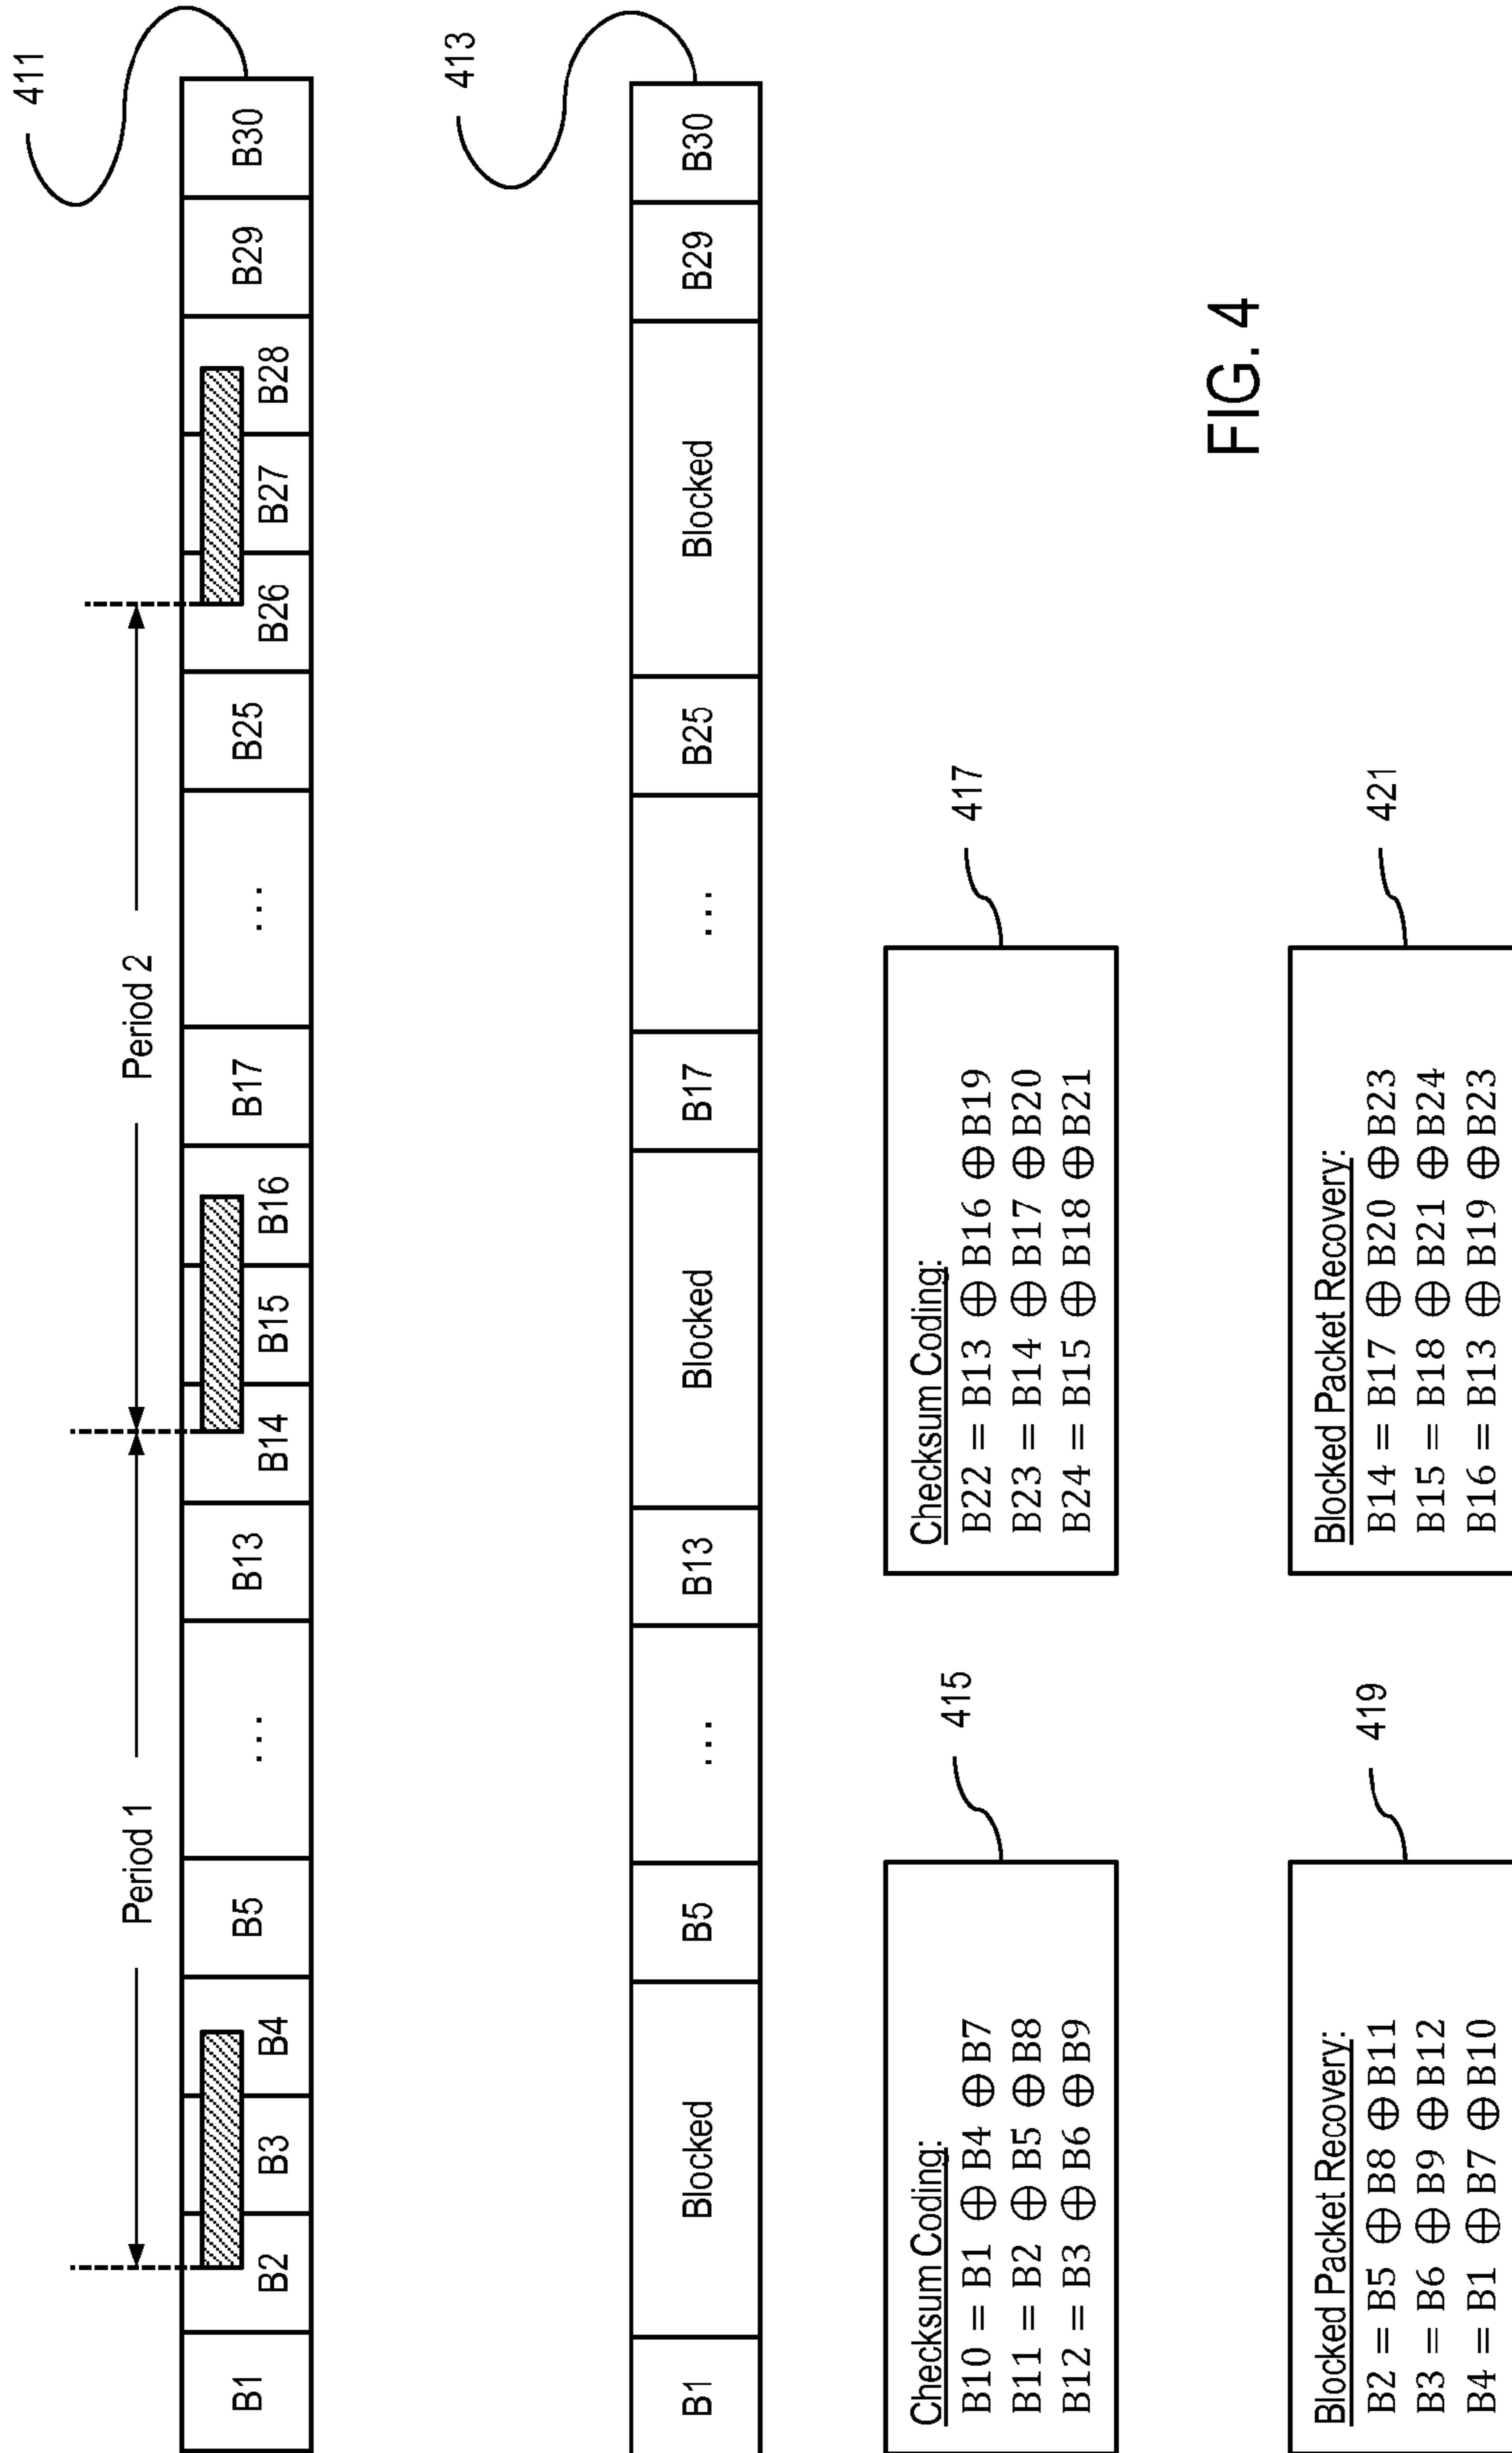 411
Period 1
Period 2
B1
B2
B3
B4
B5
...
B13
B14
B15
B16
B17
...
B25
B26
B27
B28
B29
B30
413
B1
Blocked
B5
...
B13
Blocked
B17
...
B25
Blocked
B29
B30
415
Checksum Coding:
B10 = B1 ⊕ B4 ⊕ B7
B11 = B2 ⊕ B5 ⊕ B8
B12 = B3 ⊕ B6 ⊕ B9
417
Checksum Coding:
B22 = B13 ⊕ B16 ⊕ B19
B23 = B14 ⊕ B17 ⊕ B20
B24 = B15 ⊕ B18 ⊕ B21
419
Blocked Packet Recovery:
B2 = B5 ⊕ B8 ⊕ B11
B3 = B6 ⊕ B9 ⊕ B12
B4 = B1 ⊕ B7 ⊕ B10
421
Blocked Packet Recovery:
B14 = B17 ⊕ B20 ⊕ B23
B15 = B18 ⊕ B21 ⊕ B24
B16 = B13 ⊕ B19 ⊕ B23
FIG. 4